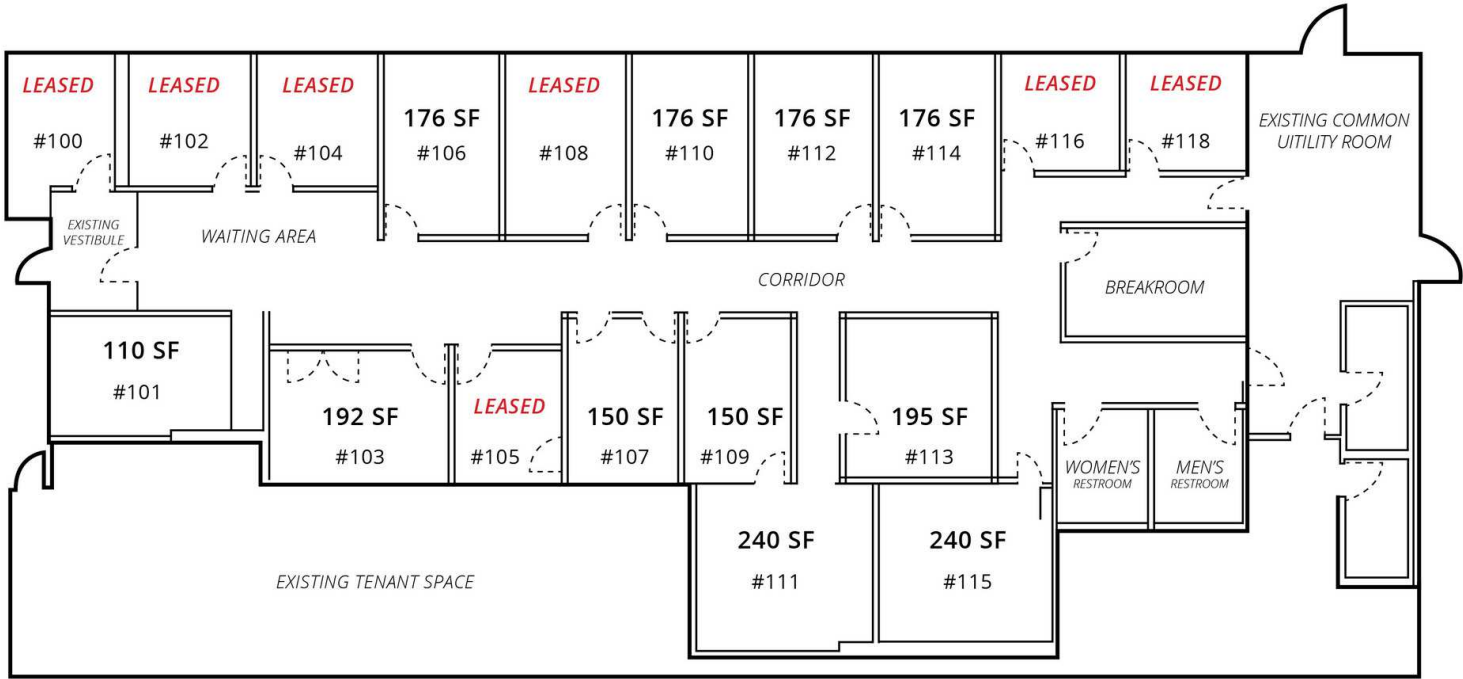 LEASED
#100
LEASED
#102
LEASED
#104
176 SF
#106
LEASED
#108
176 SF
#110
176 SF
#112
176 SF
#114
LEASED
#116
LEASED
#118
EXISTING COMMON
UITILITY ROOM
EXISTING
VESTIBULE
WAITING AREA
CORRIDOR
BREAKROOM
110 SF
#101
192 SF
#103
LEASED
#105
150 SF
#107
150 SF
#109
195 SF
#113
WOMEN'S
RESTROOM
MEN'S
RESTROOM
240 SF
#111
240 SF
#115
EXISTING TENANT SPACE